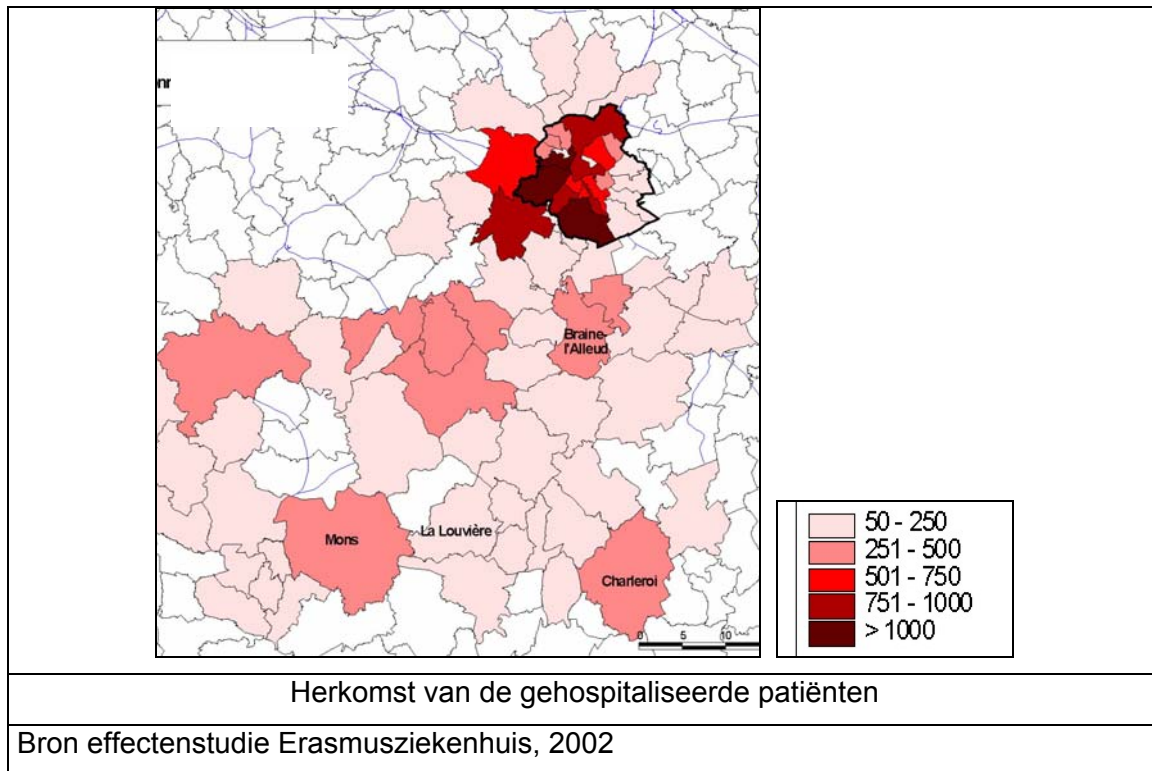 Braine-
l'Alleud
Mons
La Louvière
Charleroi
0 5 10
50 - 250
251 - 500
501 - 750
751 - 1000
> 1000
Herkomst van de gehospitaliseerde patiënten
Bron effectenstudie Erasmusziekenhuis, 2002